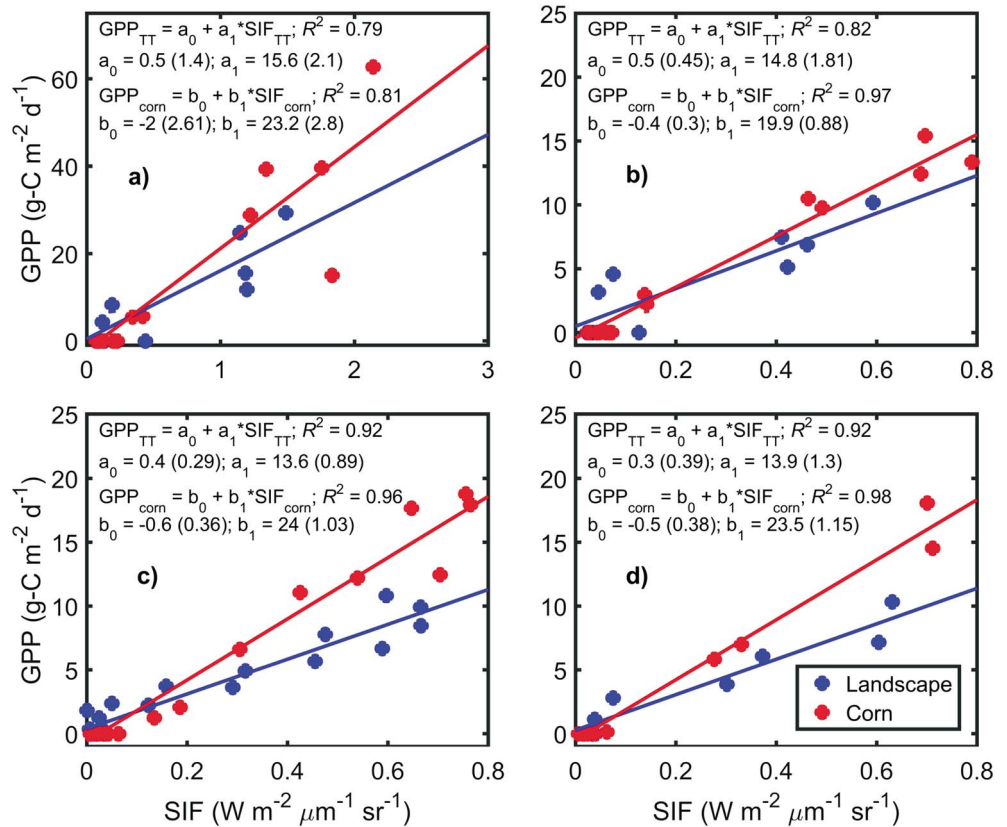 GPP_TT = a_0 + a_1*SIF_TT; R² = 0.79
a_0 = 0.5 (1.4); a_1 = 15.6 (2.1)
GPP_corn = b_0 + b_1*SIF_corn; R² = 0.81
b_0 = -2 (2.61); b_1 = 23.2 (2.8)
a)
GPP (g-C m⁻² d⁻¹)
60
40
20
0
0 1 2 3
GPP_TT = a_0 + a_1*SIF_TT; R² = 0.82
a_0 = 0.5 (0.45); a_1 = 14.8 (1.81)
GPP_corn = b_0 + b_1*SIF_corn; R² = 0.97
b_0 = -0.4 (0.3); b_1 = 19.9 (0.88)
b)
25
20
15
10
5
0
0 0.2 0.4 0.6 0.8
GPP_TT = a_0 + a_1*SIF_TT; R² = 0.92
a_0 = 0.4 (0.29); a_1 = 13.6 (0.89)
GPP_corn = b_0 + b_1*SIF_corn; R² = 0.96
b_0 = -0.6 (0.36); b_1 = 24 (1.03)
c)
GPP (g-C m⁻² d⁻¹)
25
20
15
10
5
0
0 0.2 0.4 0.6 0.8
SIF (W m⁻² μm⁻¹ sr⁻¹)
GPP_TT = a_0 + a_1*SIF_TT; R² = 0.92
a_0 = 0.3 (0.39); a_1 = 13.9 (1.3)
GPP_corn = b_0 + b_1*SIF_corn; R² = 0.98
b_0 = -0.5 (0.38); b_1 = 23.5 (1.15)
d)
Landscape
Corn
25
20
15
10
5
0
0 0.2 0.4 0.6 0.8
SIF (W m⁻² μm⁻¹ sr⁻¹)